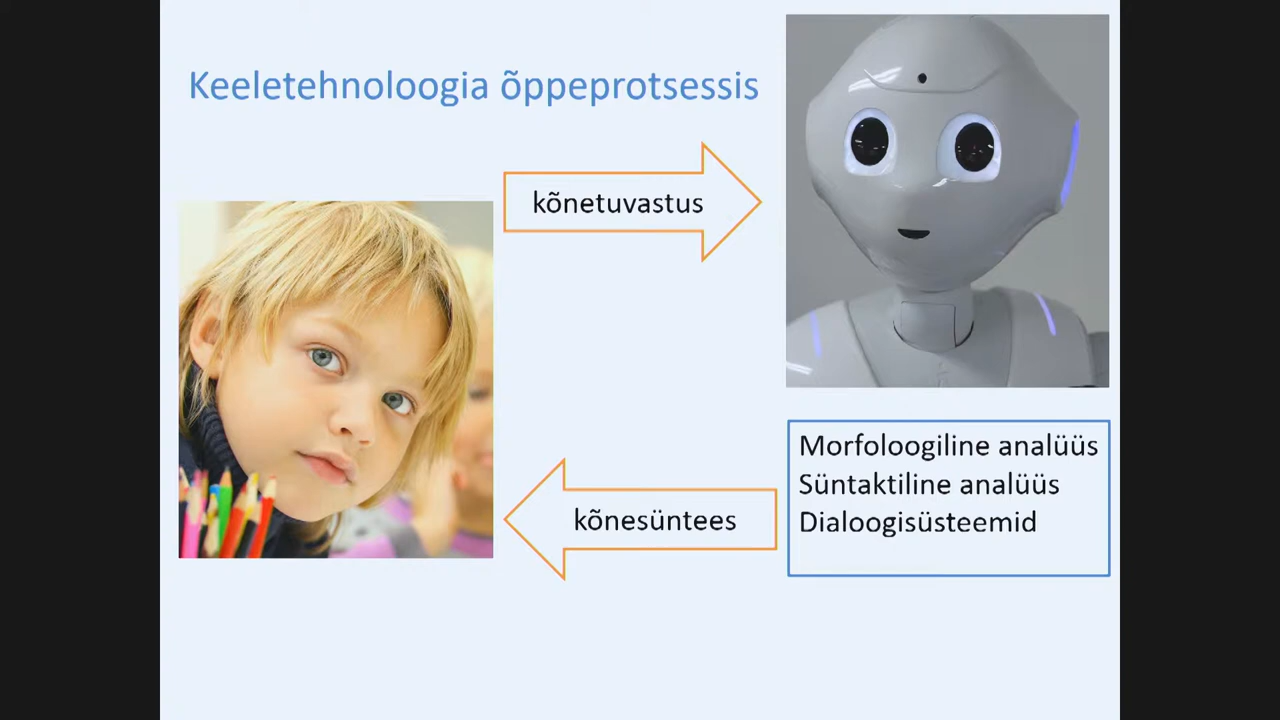 Keeletehnoloogia õppeprotsessis
kõnetuvastus
Morfoloogiline analüüs
Süntaktiline analüüs
Dialoogisüsteemid
kõnesüntees